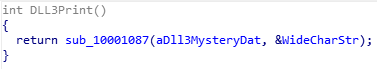 int DLL3Print()
{
  return sub_10001087(aDll3MysteryDat, &WideCharStr);
}